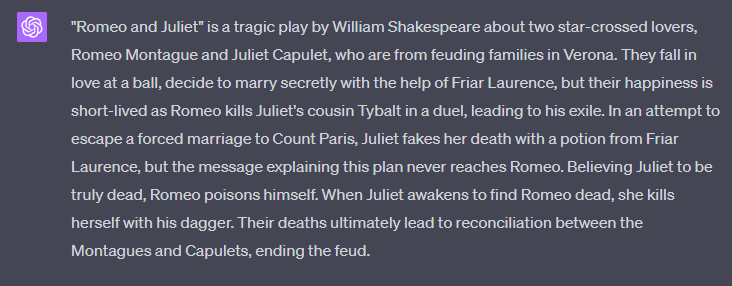 "Romeo and Juliet" is a tragic play by William Shakespeare about two star-crossed lovers,
Romeo Montague and Juliet Capulet, who are from feuding families in Verona. They fall in
love at a ball, decide to marry secretly with the help of Friar Laurence, but their happiness is
short-lived as Romeo kills Juliet's cousin Tybalt in a duel, leading to his exile. In an attempt to
escape a forced marriage to Count Paris, Juliet fakes her death with a potion from Friar
Laurence, but the message explaining this plan never reaches Romeo. Believing Juliet to be
truly dead, Romeo poisons himself. When Juliet awakens to find Romeo dead, she kills
herself with his dagger. Their deaths ultimately lead to reconciliation between the
Montagues and Capulets, ending the feud.